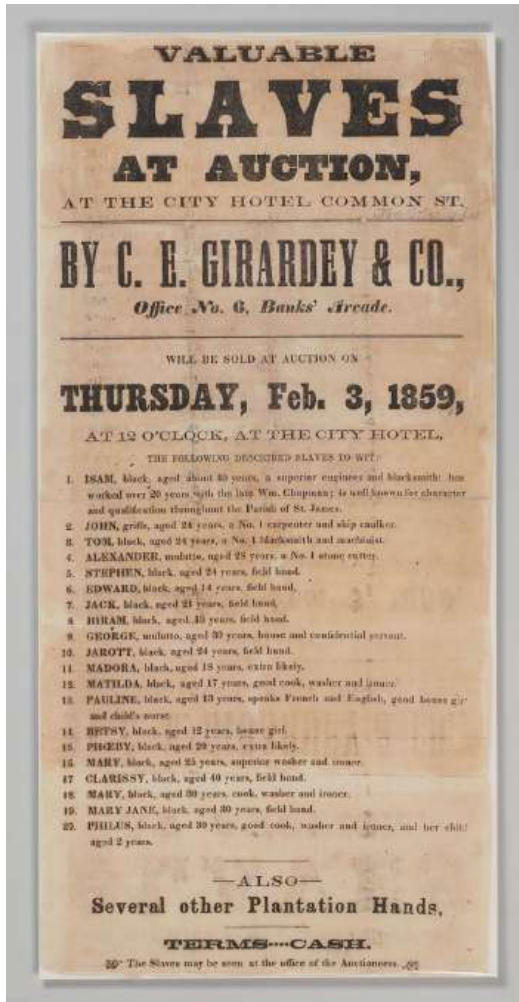 VALUABLE
SLAVES
AT AUCTION,
AT THE CITY HOTEL COMMON ST.
BY C. E. GIRARDEY & CO.,
Office No. 6, Banks' Arcade.
WILL BE SOLD AT AUCTION ON
THURSDAY, Feb. 3, 1859,
AT 12 O'CLOCK, AT THE CITY HOTEL,
THE FOLLOWING DESCRIBED SLAVES TO WIT:
1. ISAM, black, aged about 40 years, a superior engineer and blacksmith: has
worked over 20 years with the late Wm. Chapman; is well known for character
and qualification throughout the Parish of St. James.
2. JOHN, griffe, aged 24 years, a No. 1 carpenter and ship caulker.
3. TOM, black, aged 24 years, a No. 1 blacksmith and machinist.
4. ALEXANDER, mulatto, aged 28 years, a No. 1 stone cutter.
5. STEPHEN, black, aged 24 years, field hand.
6. EDWARD, black, aged 14 years, field hand,
7. JACK, black, aged 21 years, field hand,
8. HIRAM, black, aged years, field hand.
9. GEORGE, mulatto, aged 30 years, house and confidential servant.
10. JAROTT, black, aged 24 years, field hand.
11. MADORA, black, aged 18 years, extra likely.
12. MATILDA, black, aged 17 years, good cook, washer and ironer.
13. PAULINE, black, aged 13 years, speaks French and English, good house girl
and child's nurse.
14. BETSY, black, aged 12 years, house girl.
15. PHŒBY, black, aged 20 years, extra likely.
16. MARY, black, aged 25 years, superior washer and ironer.
17 CLARISSY, black, aged 40 years, field hand.
18. MARY, black, aged 30 years, cook, washer and ironer.
19. MARY JANE, black, aged 30 years, field hand.
20. PHILUS, black, aged 30 years, good cook, washer and ironer, and her child
aged 2 years.
—ALSO—
Several other Plantation Hands,
TERMS----CASH.
The Slaves may be seen at the office of the Auctioneers.